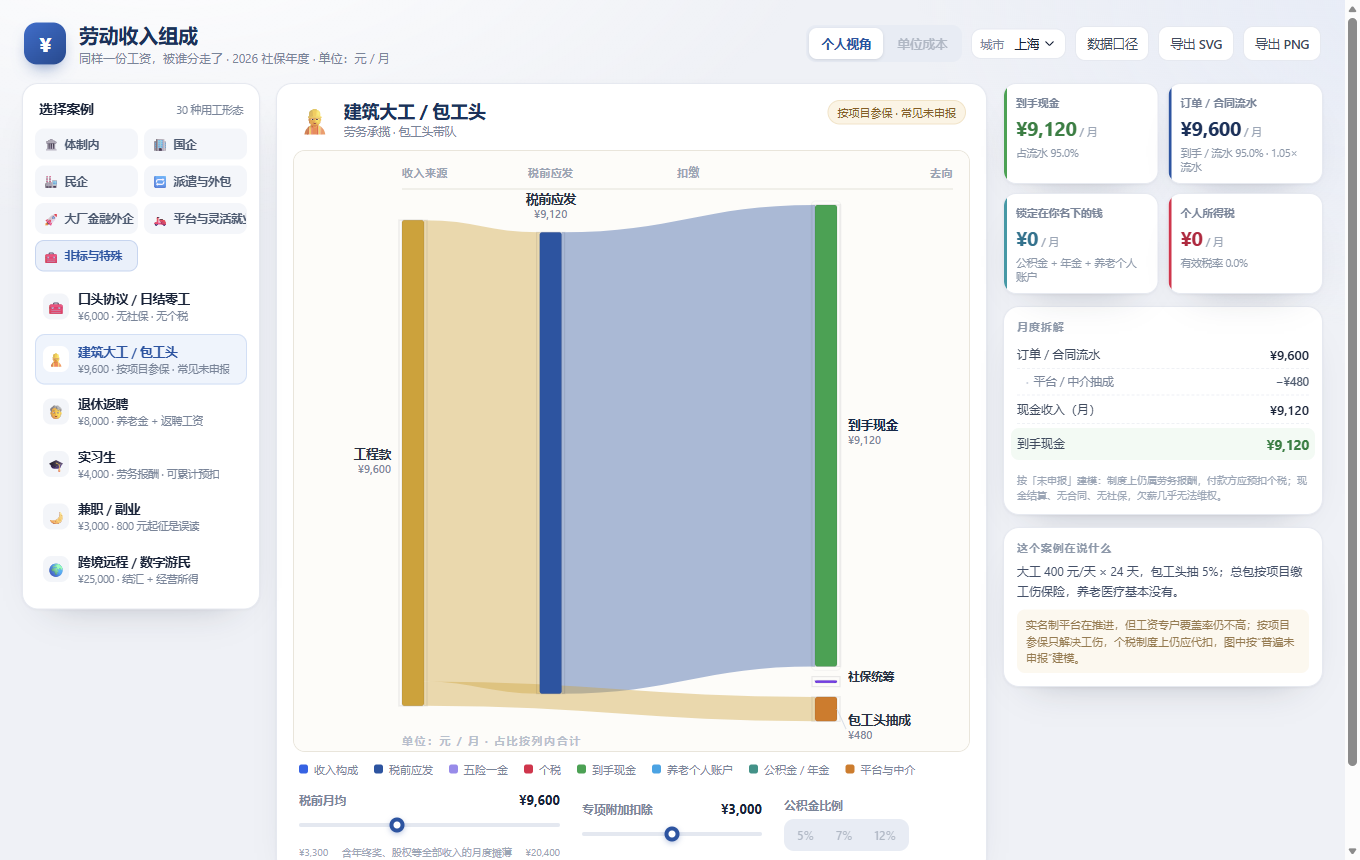 ¥
劳动收入组成
同样一份工资，被谁分走了 · 2026 社保年度 · 单位：元 / 月
个人视角
单位成本
城市 上海
数据口径
导出 SVG
导出 PNG
选择案例
30 种用工形态
体制内
国企
民企
派遣与外包
大厂金融外企
平台与灵活就业
非标与特殊
口头协议 / 日结零工
¥6,000 · 无社保 · 无个税
建筑大工 / 包工头
¥9,600 · 按项目参保 · 常见未申报
退休返聘
¥8,000 · 养老金 + 返聘工资
实习生
¥4,000 · 劳务报酬 · 可累计预扣
兼职 / 副业
¥3,000 · 800 元起征是误读
跨境远程 / 数字游民
¥25,000 · 结汇 + 经营所得
建筑大工 / 包工头
劳务承揽 · 包工头带队
按项目参保 · 常见未申报
收入来源
税前应发
扣缴
去向
税前应发
¥9,120
工程款
¥9,600
到手现金
¥9,120
社保统筹
包工头抽成
¥480
单位：元 / 月 · 占比按列内合计
收入构成
税前应发
五险一金
个税
到手现金
养老个人账户
公积金 / 年金
平台与中介
税前月均
¥9,600
¥3,300
含年终奖、股权等全部收入的月度摊薄
¥20,400
专项附加扣除
¥3,000
公积金比例
5%
7%
12%
到手现金
¥9,120 / 月
占流水 95.0%
订单 / 合同流水
¥9,600 / 月
到手 / 流水 95.0% · 1.05×
流水
锁定在你名下的钱
¥0 / 月
公积金 + 年金 + 养老个人
账户
个人所得税
¥0 / 月
有效税率 0.0%
月度拆解
订单 / 合同流水
¥9,600
· 平台 / 中介抽成
−¥480
现金收入（月）
¥9,120
到手现金
¥9,120
按「未申报」建模：制度上仍属劳务报酬，付款方应预扣个税；现
金结算、无合同、无社保，欠薪几乎无法维权。
这个案例在说什么
大工 400 元/天 × 24 天，包工头抽 5%；总包按项目缴
工伤保险，养老医疗基本没有。
实名制平台在推进，但工资专户覆盖率仍不高；按项目
参保只解决工伤，个税制度上仍应代扣，图中按"普遍未
申报"建模。